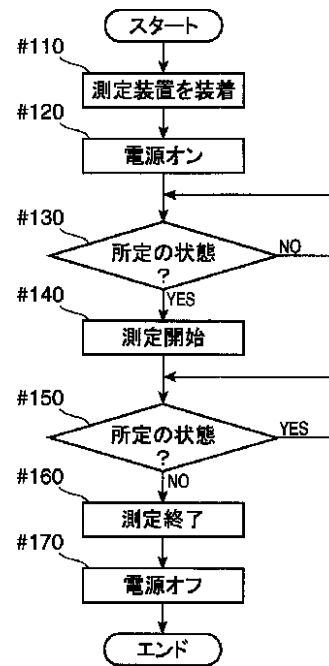 スタート
#110
測定装置を装着
#120
電源オン
#130
所定の状態
?
NO
YES
#140
測定開始
#150
所定の状態
?
YES
NO
#160
測定終了
#170
電源オフ
エンド